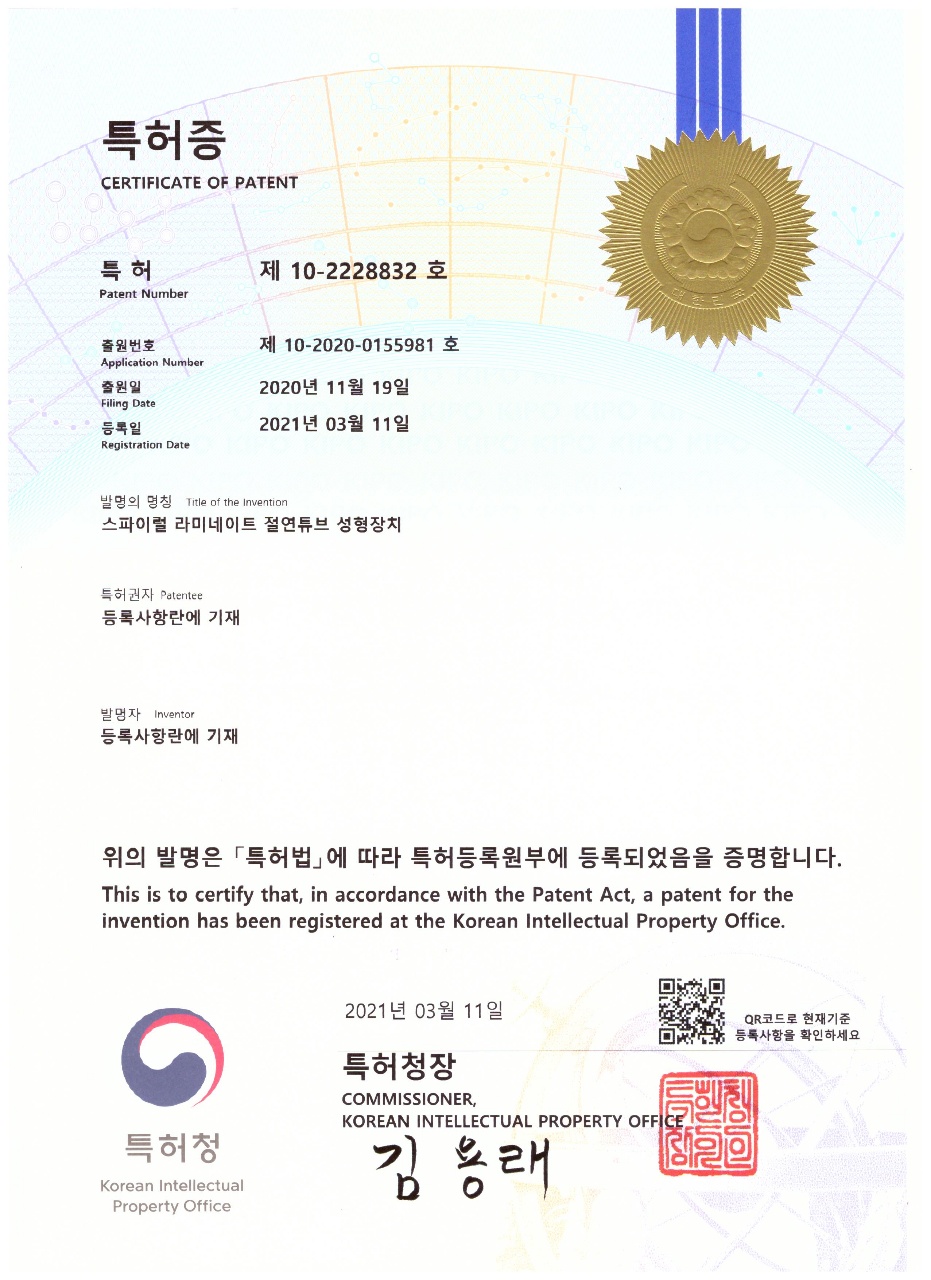 특허증
CERTIFICATE OF PATENT
특 허 제 10-2228832 호
Patent Number
출원번호 제 10-2020-0155981 호
Application Number
출원일 2020년 11월 19일
Filing Date
등록일 2021년 03월 11일
Registration Date
발명의 명칭 Title of the Invention
스파이럴 라미네이트 절연튜브 성형장치
특허권자 Patentee
등록사항란에 기재
발명자 Inventor
등록사항란에 기재
위의 발명은 「특허법」에 따라 특허등록원부에 등록되었음을 증명합니다.
This is to certify that, in accordance with the Patent Act, a patent for the
invention has been registered at the Korean Intellectual Property Office.
2021년 03월 11일
QR코드로 현재기준
등록사항을 확인하세요
특허청장
COMMISSIONER,
KOREAN INTELLECTUAL PROPERTY OFFICE
김용래
특허청
Korean Intellectual
Property Office
대한민국